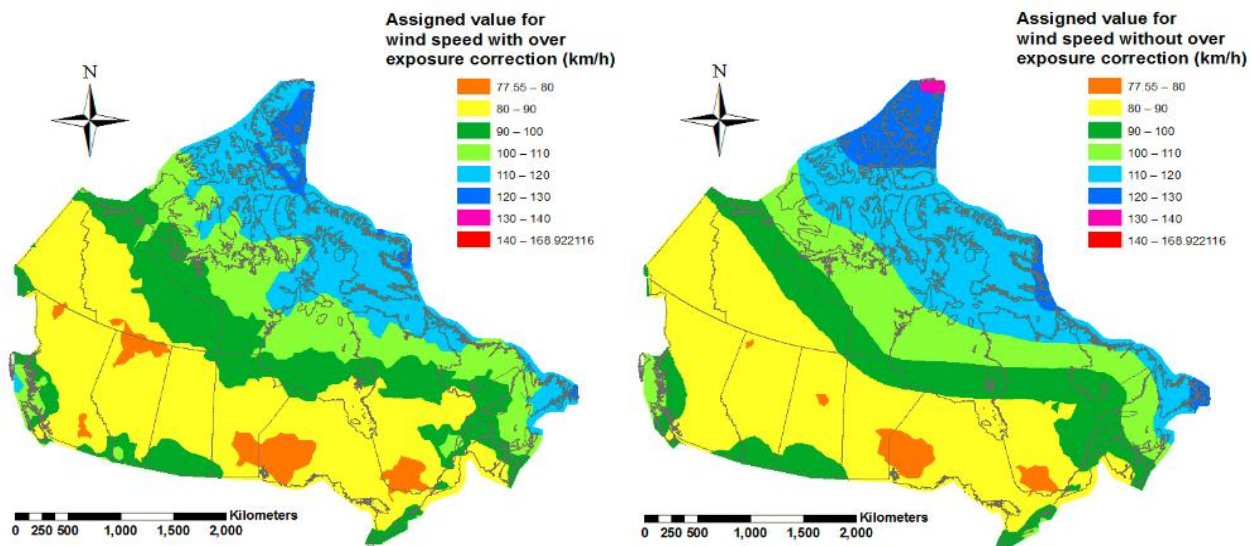 Assigned value for
wind speed with over
exposure correction (km/h)
N
77.55 – 80
80 – 90
90 – 100
100 – 110
110 – 120
120 – 130
130 – 140
140 – 168.922116
Kilometers
0 250 500 1,000 1,500 2,000
Assigned value for
wind speed without over
exposure correction (km/h)
N
77.55 – 80
80 – 90
90 – 100
100 – 110
110 – 120
120 – 130
130 – 140
140 – 168.922116
Kilometers
0 250 500 1,000 1,500 2,000